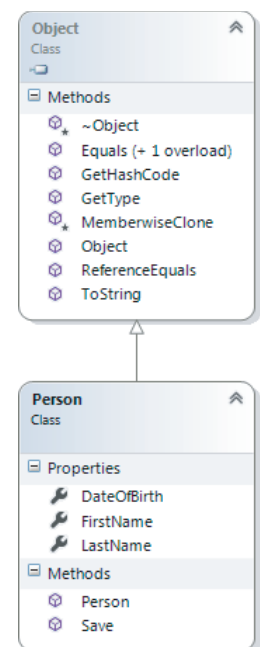 Object
Class
Methods
~Object
Equals (+ 1 overload)
GetHashCode
GetType
MemberwiseClone
Object
ReferenceEquals
ToString
Person
Class
Properties
DateOfBirth
FirstName
LastName
Methods
Person
Save